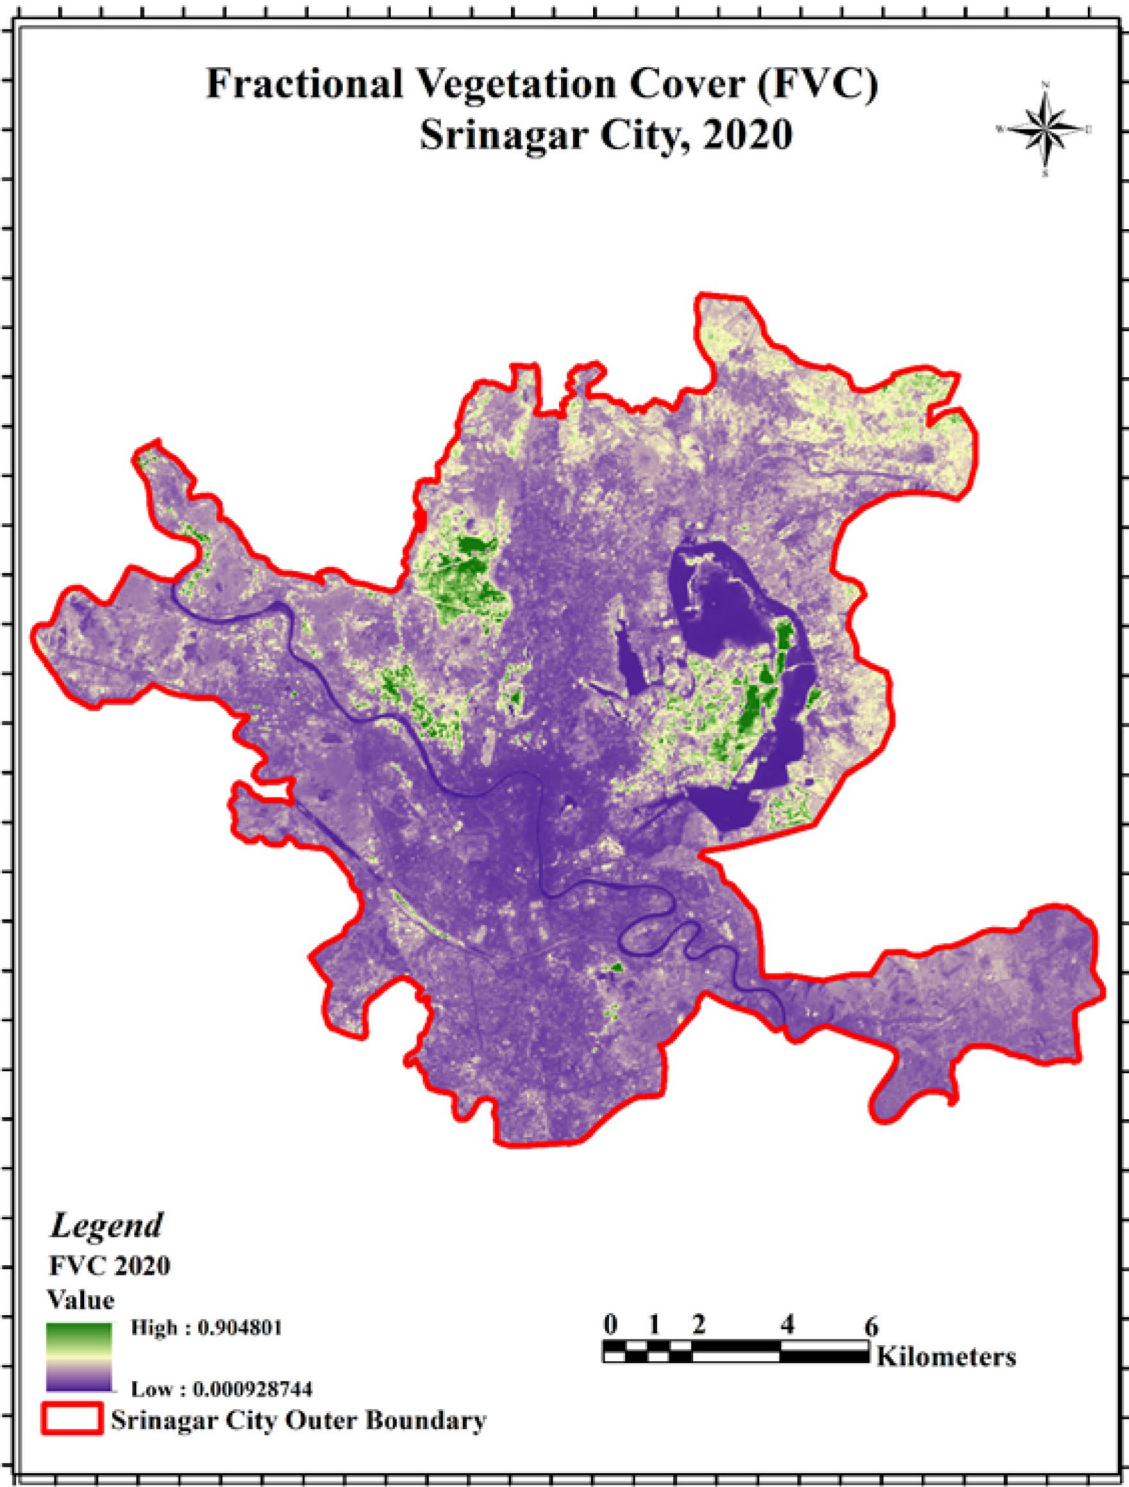 Fractional Vegetation Cover (FVC)
Srinagar City, 2020
N
W
E
S
Legend
FVC 2020
Value
High : 0.904801
Low : 0.000928744
Srinagar City Outer Boundary
0 1 2 4 6
Kilometers